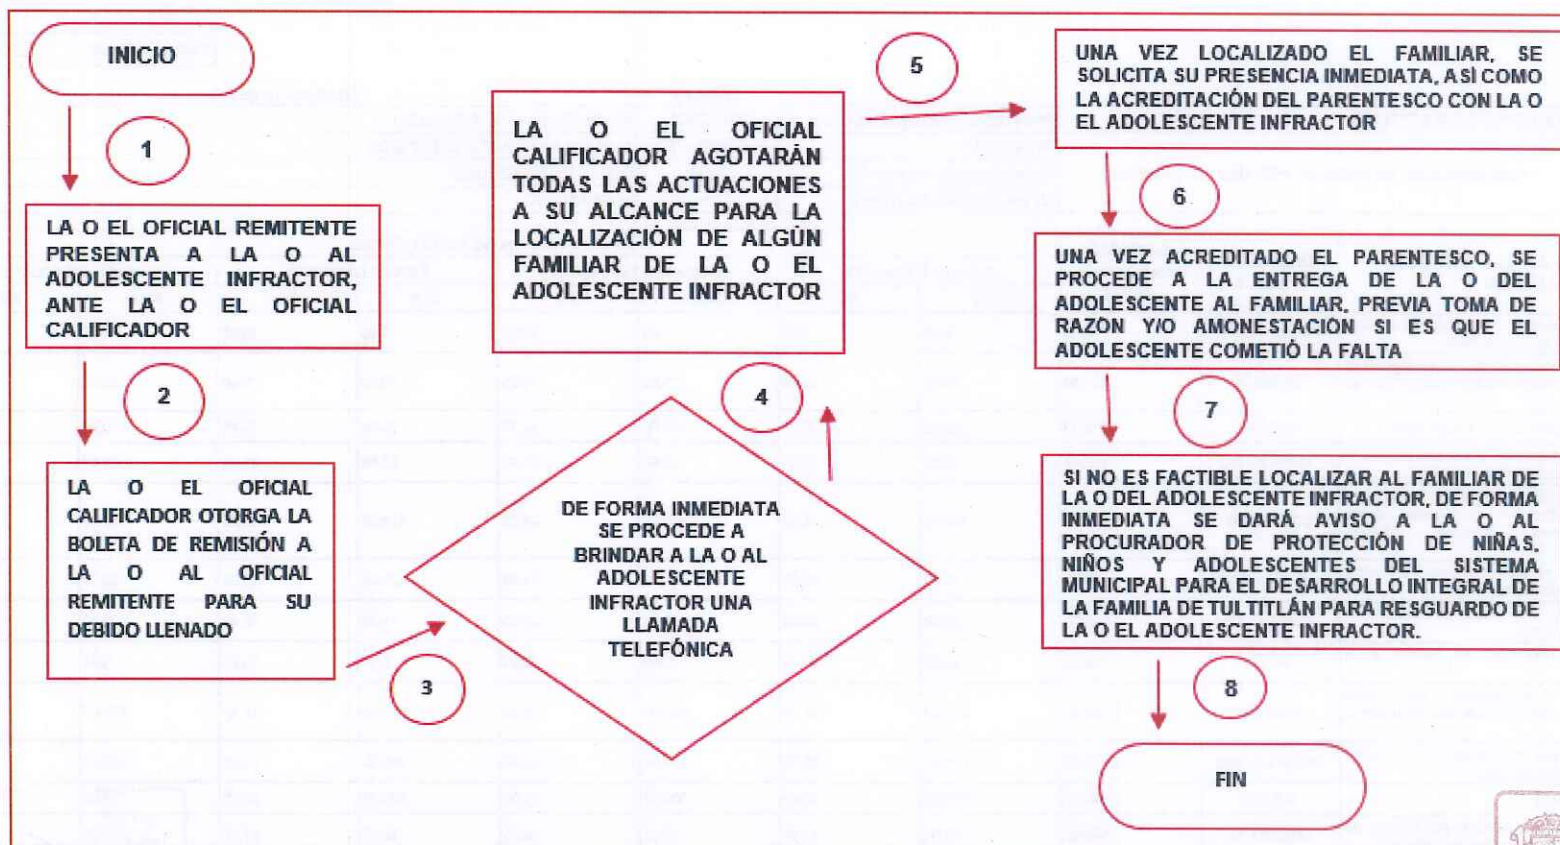 INICIO
1
LA O EL OFICIAL REMITENTE
PRESENTA A LA O AL
ADOLESCENTE INFRACTOR,
ANTE LA O EL OFICIAL
CALIFICADOR
2
LA O EL OFICIAL
CALIFICADOR OTORGA LA
BOLETA DE REMISIÓN A
LA O AL OFICIAL
REMITENTE PARA SU
DEBIDO LLENADO
3
DE FORMA INMEDIATA
SE PROCEDE A
BRINDAR A LA O AL
ADOLESCENTE
INFRACTOR UNA
LLAMADA
TELEFÓNICA
4
LA O EL OFICIAL
CALIFICADOR AGOTARÁN
TODAS LAS ACTUACIONES
A SU ALCANCE PARA LA
LOCALIZACIÓN DE ALGÚN
FAMILIAR DE LA O EL
ADOLESCENTE INFRACTOR
5
UNA VEZ LOCALIZADO EL FAMILIAR, SE
SOLICITA SU PRESENCIA INMEDIATA, ASÍ COMO
LA ACREDITACIÓN DEL PARENTESCO CON LA O
EL ADOLESCENTE INFRACTOR
6
UNA VEZ ACREDITADO EL PARENTESCO, SE
PROCEDE A LA ENTREGA DE LA O DEL
ADOLESCENTE AL FAMILIAR, PREVIA TOMA DE
RAZÓN Y/O AMONESTACIÓN SI ES QUE EL
ADOLESCENTE COMETIÓ LA FALTA
7
SI NO ES FACTIBLE LOCALIZAR AL FAMILIAR DE
LA O DEL ADOLESCENTE INFRACTOR, DE FORMA
INMEDIATA SE DARÁ AVISO A LA O AL
PROCURADOR DE PROTECCIÓN DE NIÑAS,
NIÑOS Y ADOLESCENTES DEL SISTEMA
MUNICIPAL PARA EL DESARROLLO INTEGRAL DE
LA FAMILIA DE TULTITLÁN PARA RESGUARDO DE
LA O EL ADOLESCENTE INFRACTOR.
8
FIN